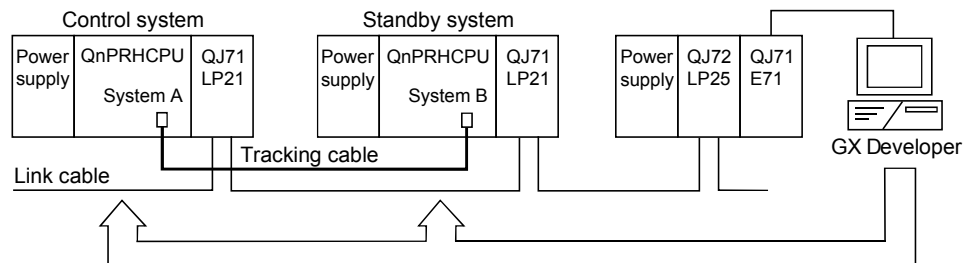 Control system
Standby system
Power
supply
QnPRHCPU
System A
QJ71
LP21
Power
supply
QnPRHCPU
System B
QJ71
LP21
Power
supply
QJ72
LP25
QJ71
E71
GX Developer
Tracking cable
Link cable